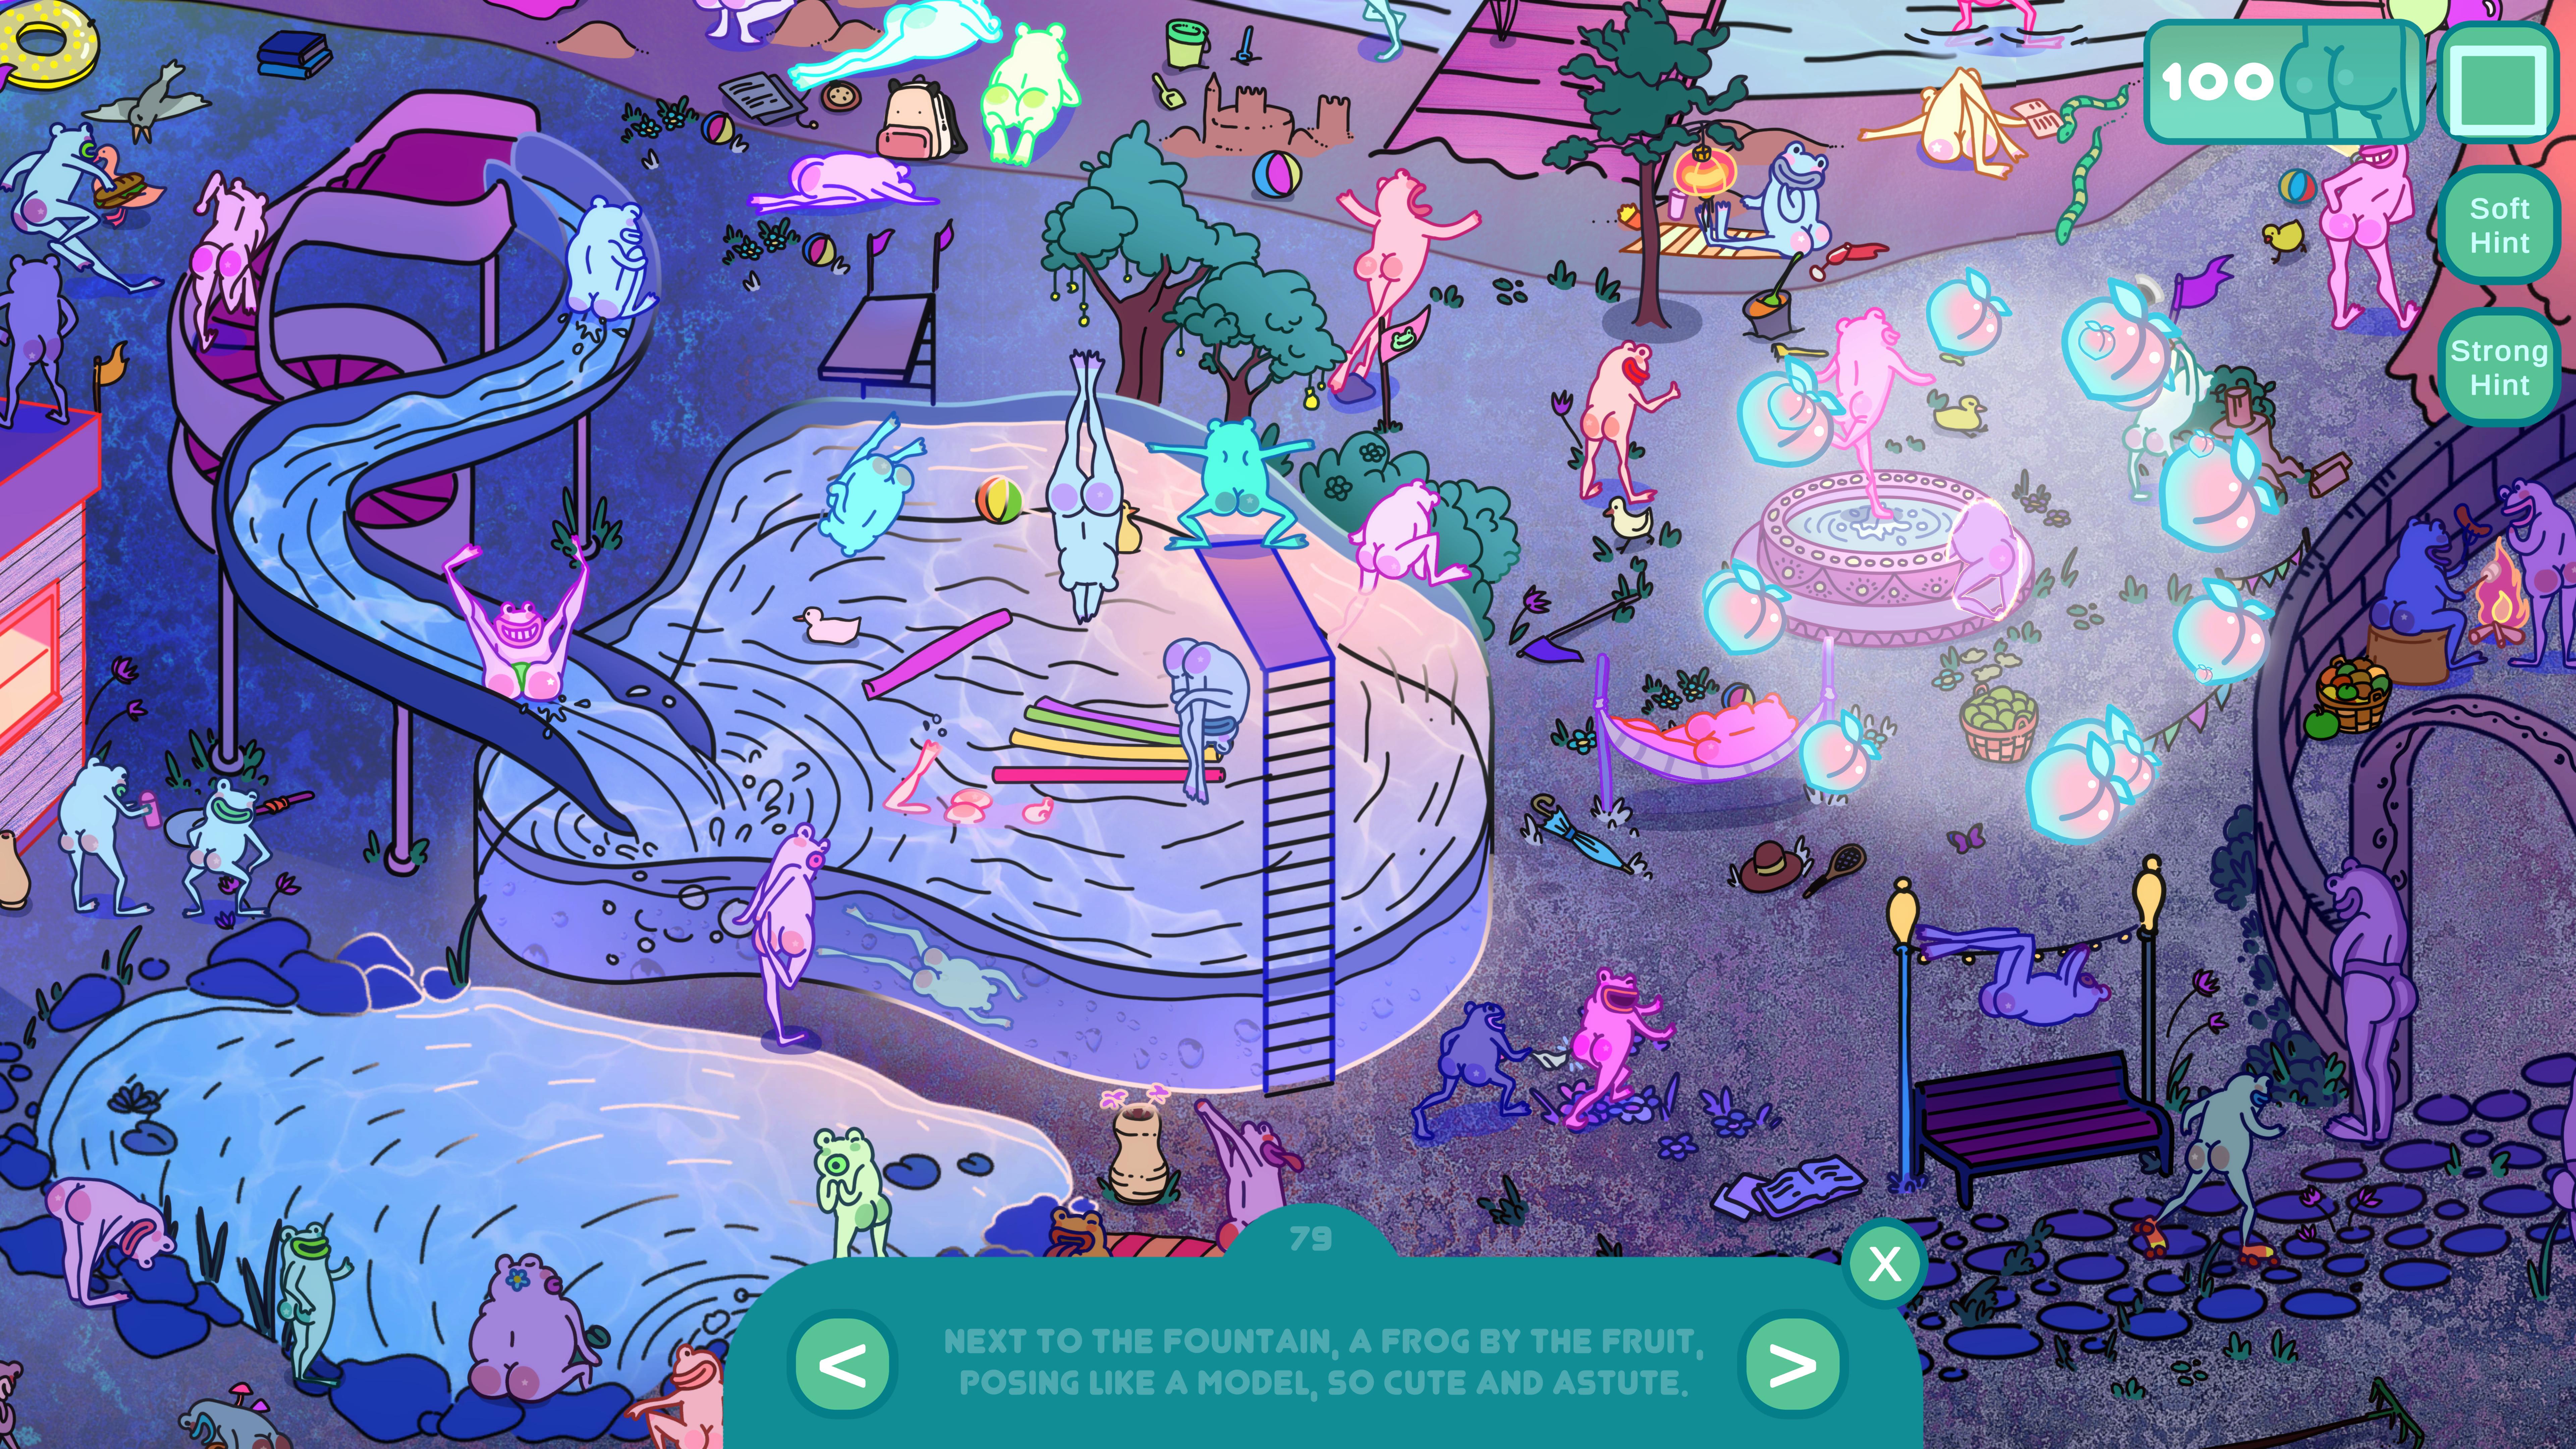 100
Soft
Hint
Strong
Hint
79
NEXT TO THE FOUNTAIN, A FROG BY THE FRUIT,
POSING LIKE A MODEL, SO CUTE AND ASTUTE.
<
>
X